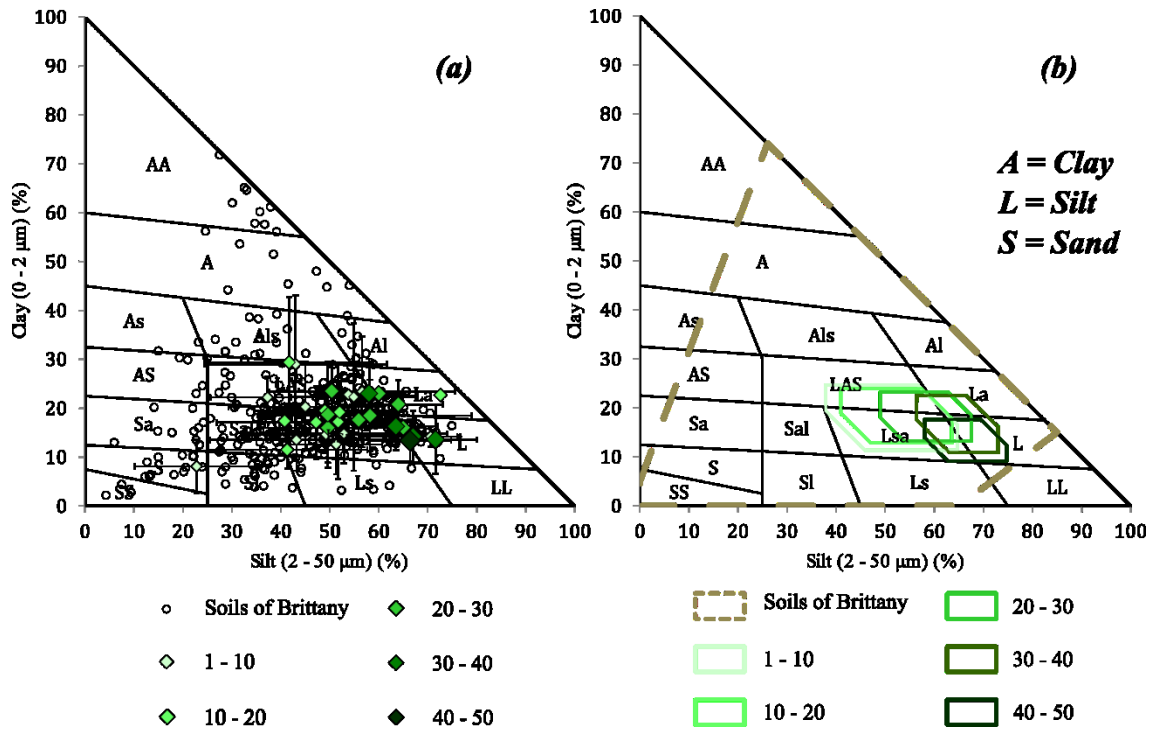 (a)
Clay (0 - 2 µm) (%)
100
90
80
70
60
50
40
30
20
10
0
AA
A
As
Als
Al
AS
La
Sa
L
S
SS
Ls
LL
0 10 20 30 40 50 60 70 80 90 100
Silt (2 - 50 µm) (%)
Soils of Brittany
1 - 10
10 - 20
20 - 30
30 - 40
40 - 50
(b)
A = Clay
L = Silt
S = Sand
Clay (0 - 2 µm) (%)
100
90
80
70
60
50
40
30
20
10
0
AA
A
As
Als
Al
AS
LAS
La
Sa
Sal
Lsa
L
S
SS
Sl
Ls
LL
0 10 20 30 40 50 60 70 80 90 100
Silt (2 - 50 µm) (%)
Soils of Brittany
1 - 10
10 - 20
20 - 30
30 - 40
40 - 50